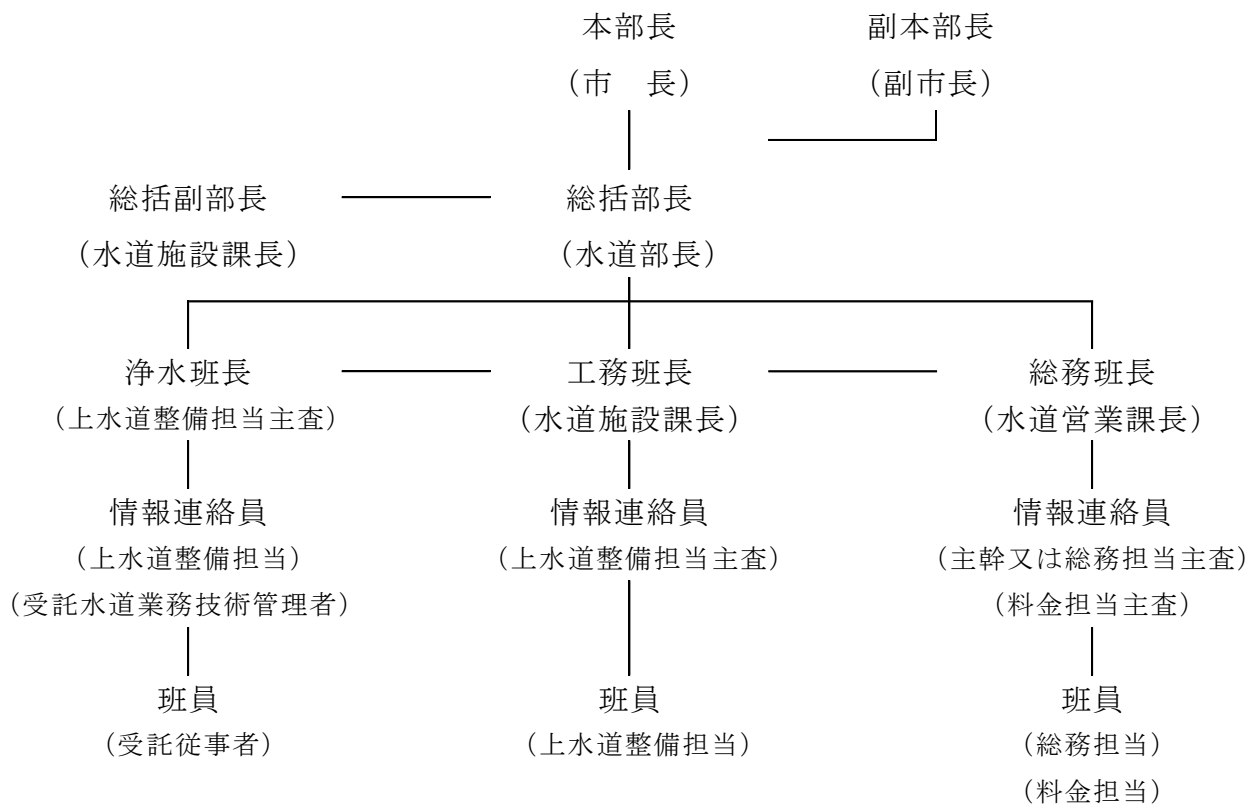 本部長 副本部長
（市　長） （副市長）
総括副部長 総括部長
（水道施設課長） （水道部長）
浄水班長 工務班長 総務班長
（上水道整備担当主査） （水道施設課長） （水道営業課長）
情報連絡員 情報連絡員 情報連絡員
（上水道整備担当） （上水道整備担当主査） （主幹又は総務担当主査）
（受託水道業務技術管理者） （料金担当主査）
班員 班員 班員
（受託従事者） （上水道整備担当） （総務担当）
（料金担当）